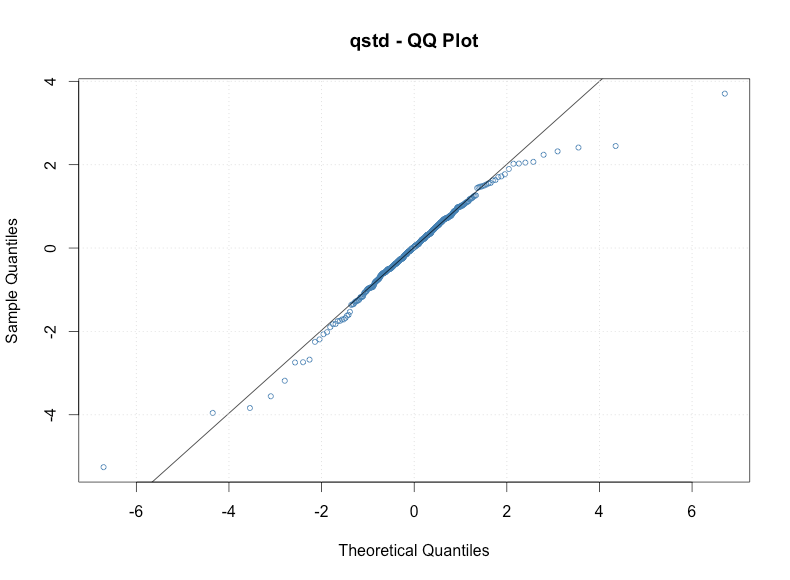 qstd - QQ Plot
Sample Quantiles
4
2
0
-2
-4
-6 -4 -2 0 2 4 6
Theoretical Quantiles